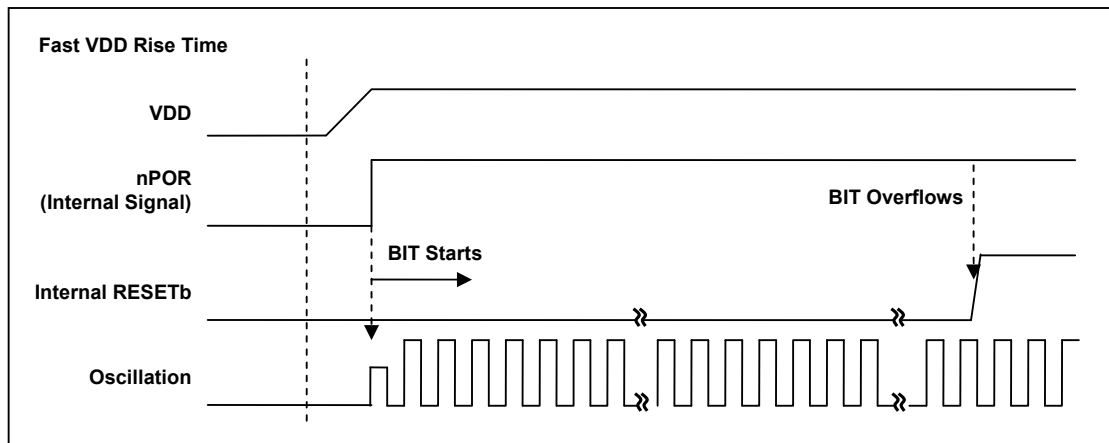 Fast VDD Rise Time
VDD
nPOR
(Internal Signal)
BIT Overflows
BIT Starts
Internal RESETb
Oscillation